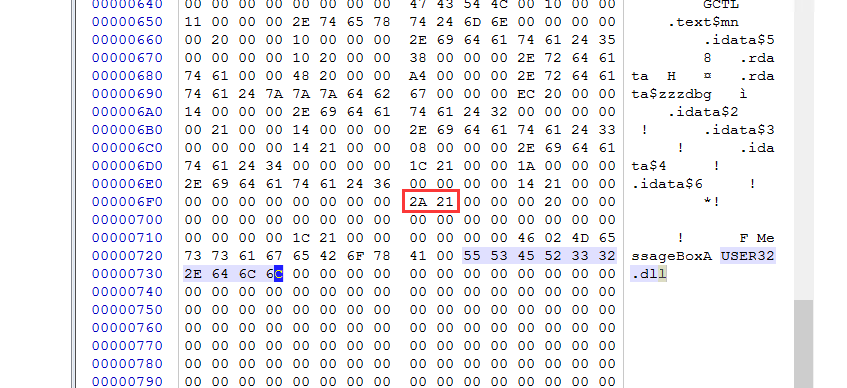 00000640 00 00 00 00 00 00 00 00 47 43 54 4C 00 10 00 00 GCTL
00000650 11 00 00 00 2E 74 65 78 74 24 6D 6E 00 00 00 00 .text$mn
00000660 00 20 00 00 10 00 00 00 2E 69 64 61 74 61 24 35 .idata$5
00000670 00 00 00 00 10 20 00 00 38 00 00 00 2E 72 64 61 8 .rda
00000680 74 61 00 00 48 20 00 00 A4 00 00 00 2E 72 64 61 ta H ¤ .rda
00000690 74 61 24 7A 7A 7A 64 62 67 00 00 00 EC 20 00 00 ta$zzzdbg ì
000006A0 14 00 00 00 2E 69 64 61 74 61 24 32 00 00 00 00 .idata$2
000006B0 00 21 00 00 14 00 00 00 2E 69 64 61 74 61 24 33 ! .idata$3
000006C0 00 00 00 00 14 21 00 00 08 00 00 00 2E 69 64 61 ! .ida
000006D0 74 61 24 34 00 00 00 00 1C 21 00 00 1A 00 00 00 ta$4 !
000006E0 2E 69 64 61 74 61 24 36 00 00 00 00 14 21 00 00 .idata$6 !
000006F0 00 00 00 00 00 00 00 00 2A 21 00 00 00 20 00 00 *!
00000700 00 00 00 00 00 00 00 00 00 00 00 00 00 00 00 00
00000710 00 00 00 00 1C 21 00 00 00 00 00 00 46 02 4D 65 ! F Me
00000720 73 73 61 67 65 42 6F 78 41 00 55 53 45 52 33 32 ssageBoxA USER32
00000730 2E 64 6C 6C 00 00 00 00 00 00 00 00 00 00 00 00 .dll
00000740 00 00 00 00 00 00 00 00 00 00 00 00 00 00 00 00
00000750 00 00 00 00 00 00 00 00 00 00 00 00 00 00 00 00
00000760 00 00 00 00 00 00 00 00 00 00 00 00 00 00 00 00
00000770 00 00 00 00 00 00 00 00 00 00 00 00 00 00 00 00
00000780 00 00 00 00 00 00 00 00 00 00 00 00 00 00 00 00
00000790 00 00 00 00 00 00 00 00 00 00 00 00 00 00 00 00